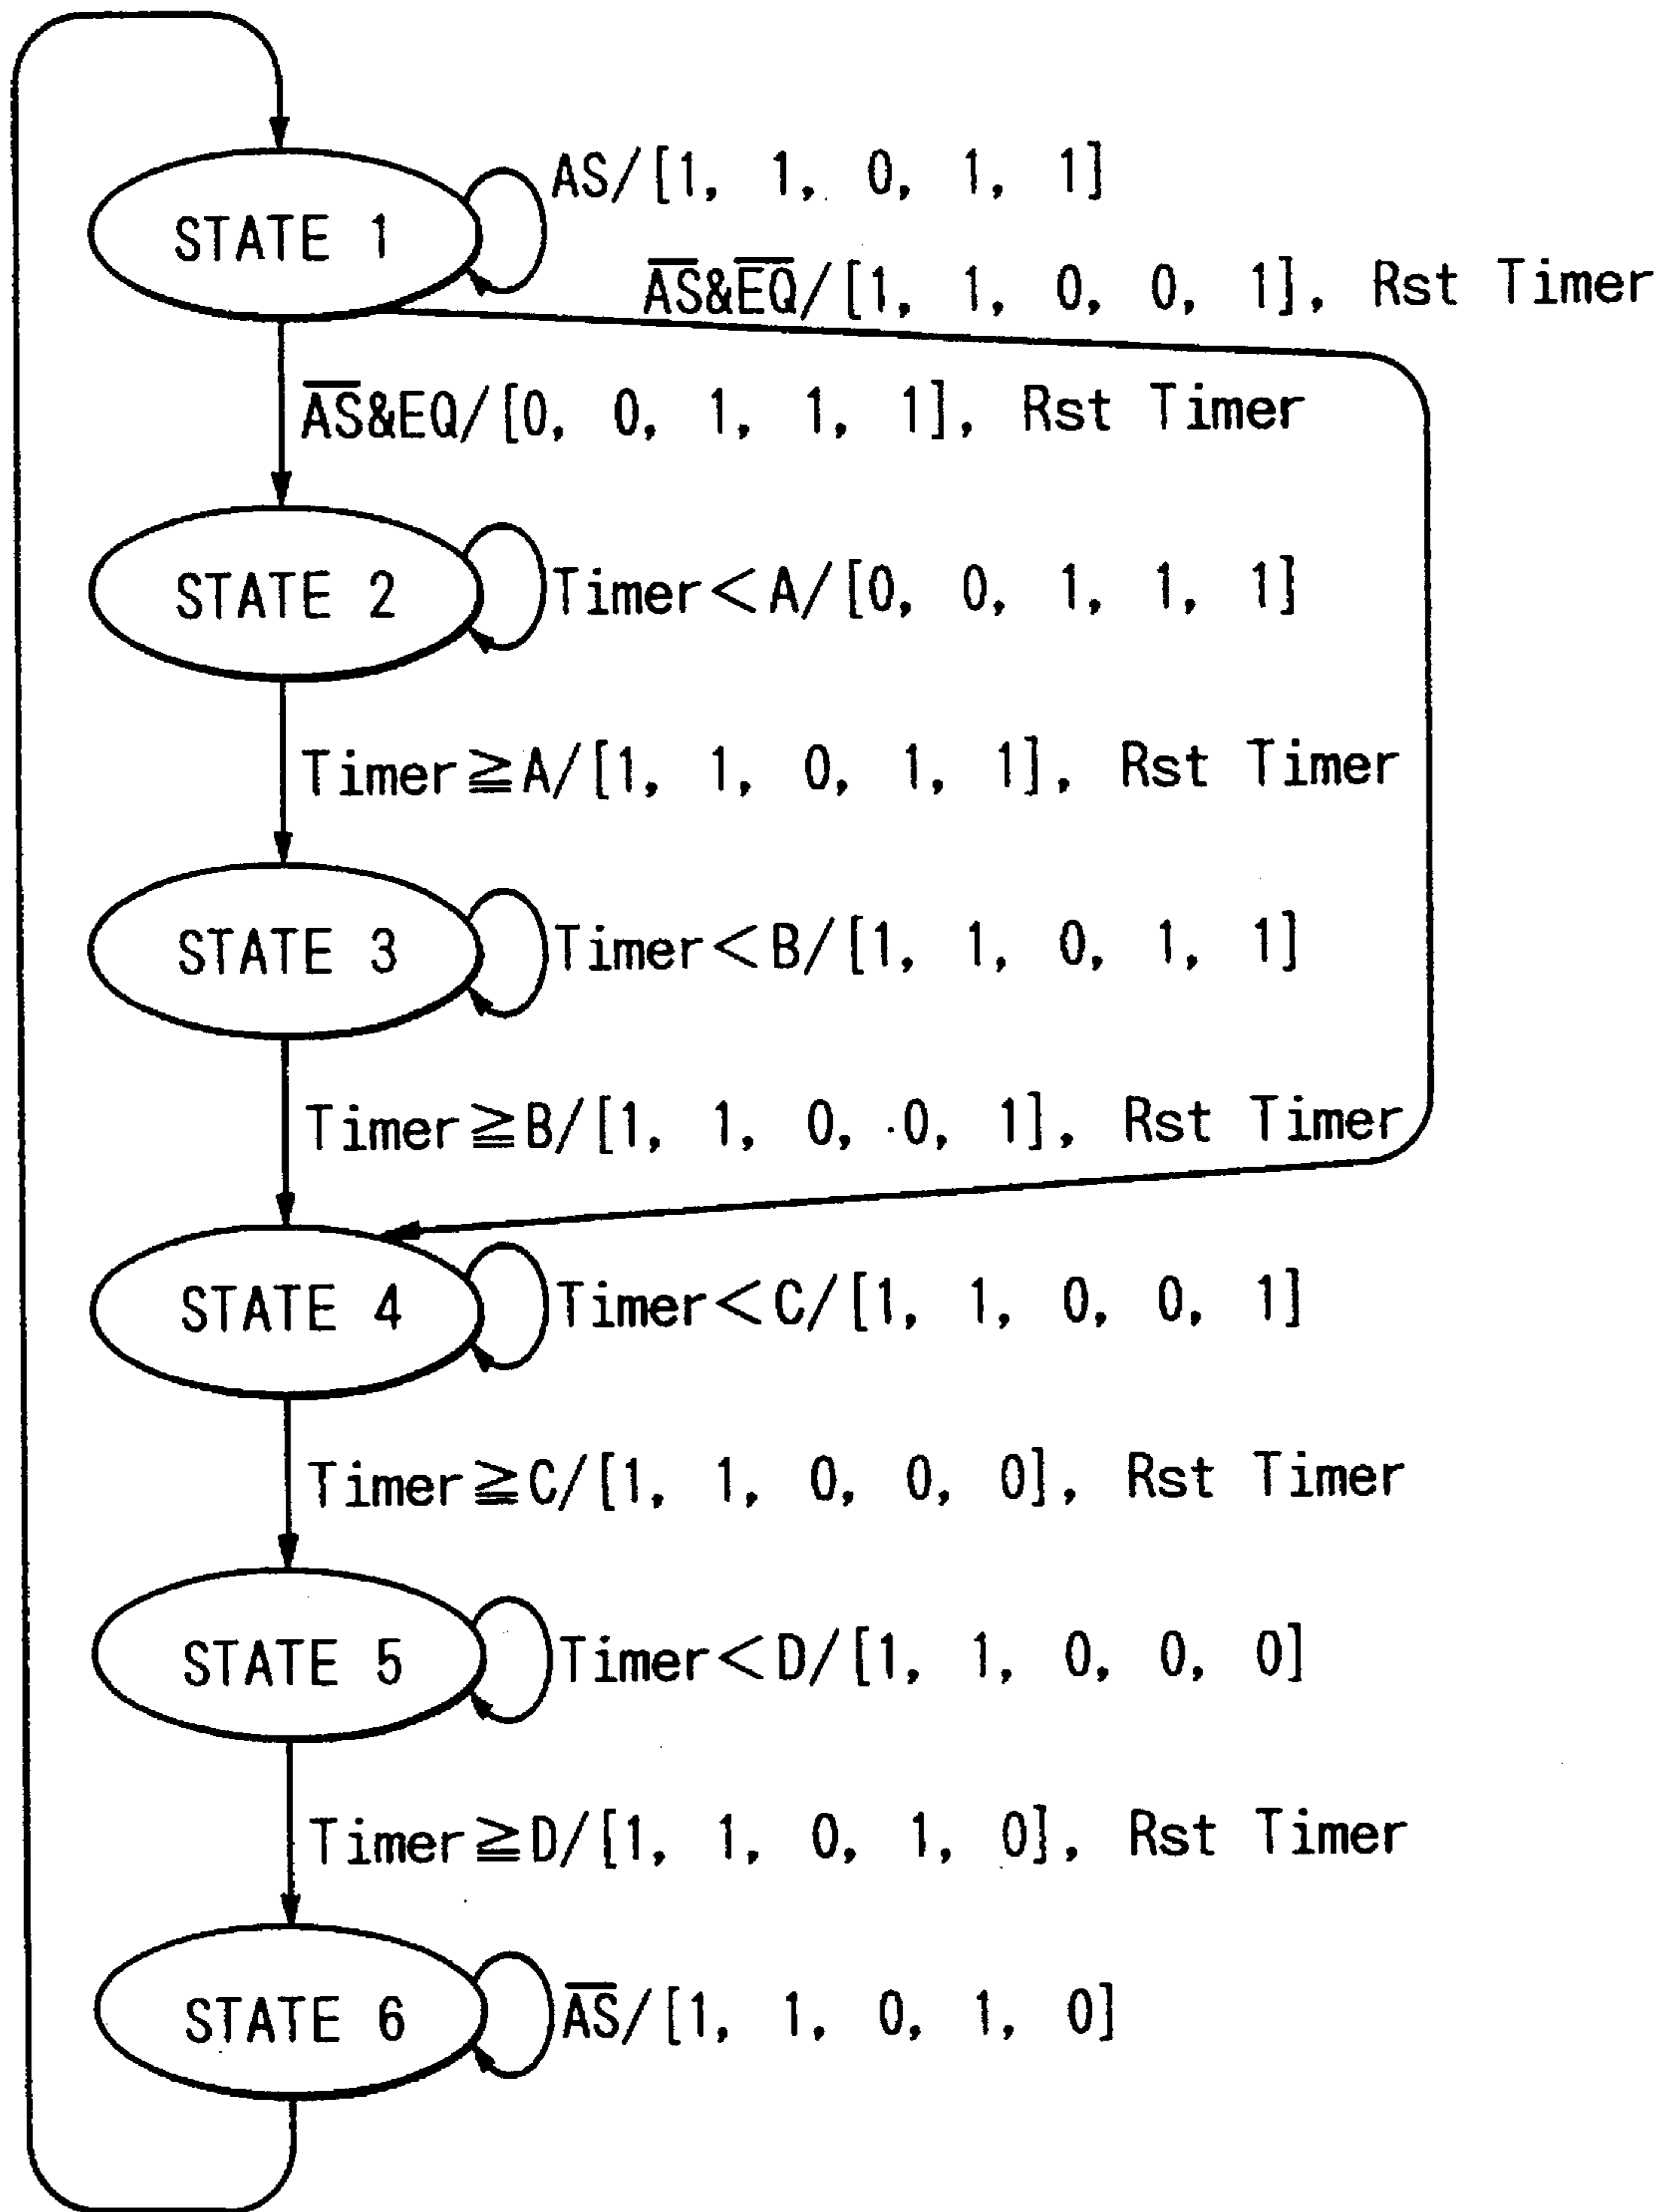 AS/[1, 1, 0, 1, 1]
STATE 1
A̅S̅&E̅Q̅/[1, 1, 0, 0, 1], Rst Timer
A̅S̅&EQ/[0, 0, 1, 1, 1], Rst Timer
STATE 2
Timer<A/[0, 0, 1, 1, 1]
Timer≧A/[1, 1, 0, 1, 1], Rst Timer
STATE 3
Timer<B/[1, 1, 0, 1, 1]
Timer≧B/[1, 1, 0, 0, 1], Rst Timer
STATE 4
Timer<C/[1, 1, 0, 0, 1]
Timer≧C/[1, 1, 0, 0, 0], Rst Timer
STATE 5
Timer<D/[1, 1, 0, 0, 0]
Timer≧D/[1, 1, 0, 1, 0], Rst Timer
STATE 6
A̅S̅/[1, 1, 0, 1, 0]